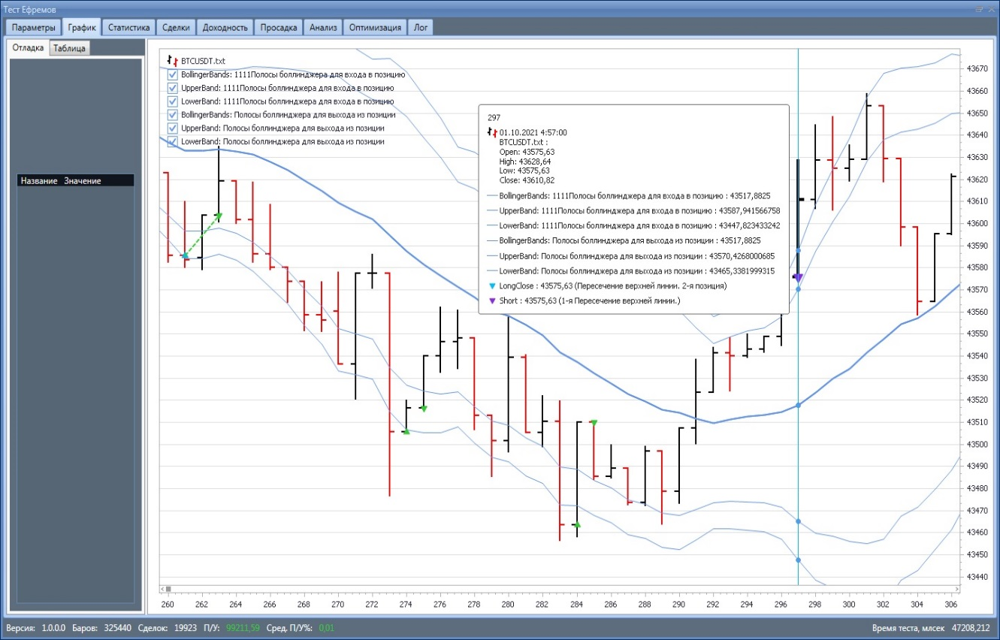 Тест Ефремов
Параметры График Статистика Сделки Доходность Просадка Анализ Оптимизация Лог
Отладка Таблица
Название Значение
BTCUSDT.txt
BollingerBands: 1111Полосы боллинджера для входа в позицию
UpperBand: 1111Полосы боллинджера для входа в позицию
LowerBand: 1111Полосы боллинджера для входа в позицию
BollingerBands: Полосы боллинджера для выхода из позиции
UpperBand: Полосы боллинджера для выхода из позиции
LowerBand: Полосы боллинджера для выхода из позиции
297
01.10.2021 4:57:00
BTCUSDT.txt :
Open: 43575,63
High: 43628,64
Low: 43575,63
Close: 43610,82
BollingerBands: 1111Полосы боллинджера для входа в позицию : 43517,8825
UpperBand: 1111Полосы боллинджера для входа в позицию : 43587,941566758
LowerBand: 1111Полосы боллинджера для входа в позицию : 43447,823433242
BollingerBands: Полосы боллинджера для выхода из позиции : 43517,8825
UpperBand: Полосы боллинджера для выхода из позиции : 43570,4268000685
LowerBand: Полосы боллинджера для выхода из позиции : 43465,3381999315
LongClose : 43575,63 (Пересечение верхней линии. 2-я позиция)
Short : 43575,63 (1-я Пересечение верхней линии.)
43670
43660
43650
43640
43630
43620
43610
43600
43590
43580
43570
43560
43550
43540
43530
43520
43510
43500
43490
43480
43470
43460
43450
43440
260 262 264 266 268 270 272 274 276 278 280 282 284 286 288 290 292 294 296 298 300 302 304 306
Версия: 1.0.0.0 Баров: 325440 Сделок: 19923 П/У: 99211,59 Сред. П/У%: 0,01 Время теста, млсек 47208,212